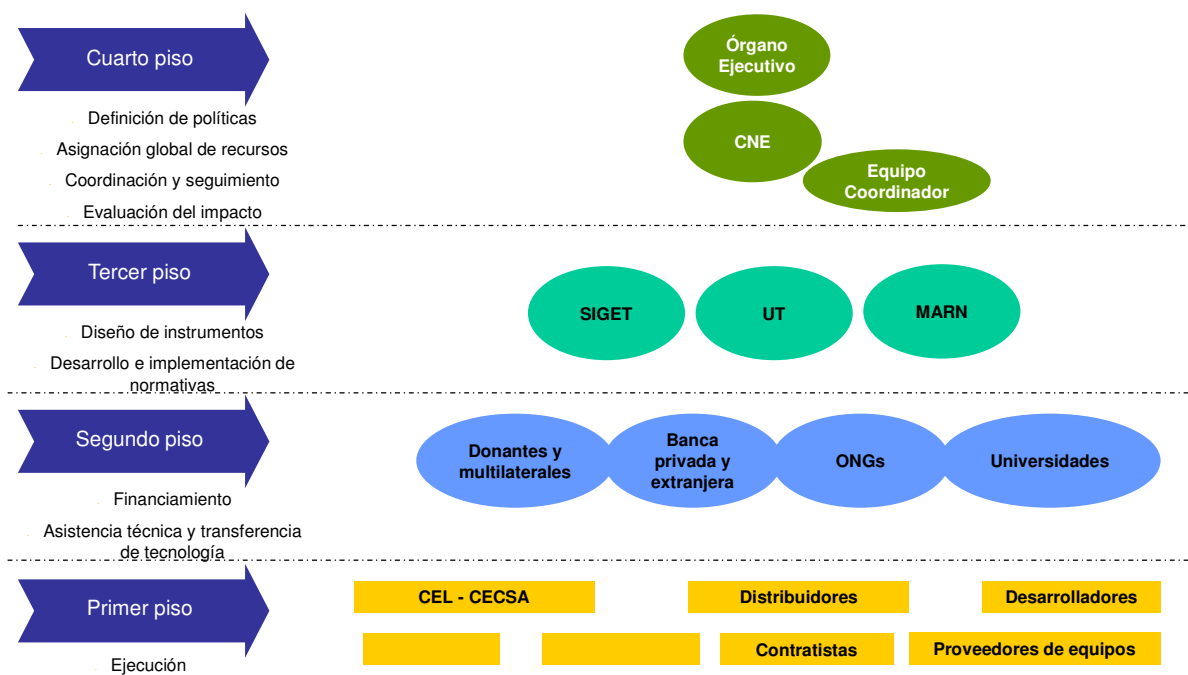 Cuarto piso
Definición de políticas
Asignación global de recursos
Coordinación y seguimiento
Evaluación del impacto
Órgano
Ejecutivo
CNE
Equipo
Coordinador
Tercer piso
Diseño de instrumentos
Desarrollo e implementación de
normativas
SIGET
UT
MARN
Segundo piso
Financiamiento
Asistencia técnica y transferencia
de tecnología
Donantes y
multilaterales
Banca
privada y
extranjera
ONGs
Universidades
Primer piso
Ejecución
CEL - CECSA
Distribuidores
Desarrolladores
Contratistas
Proveedores de equipos